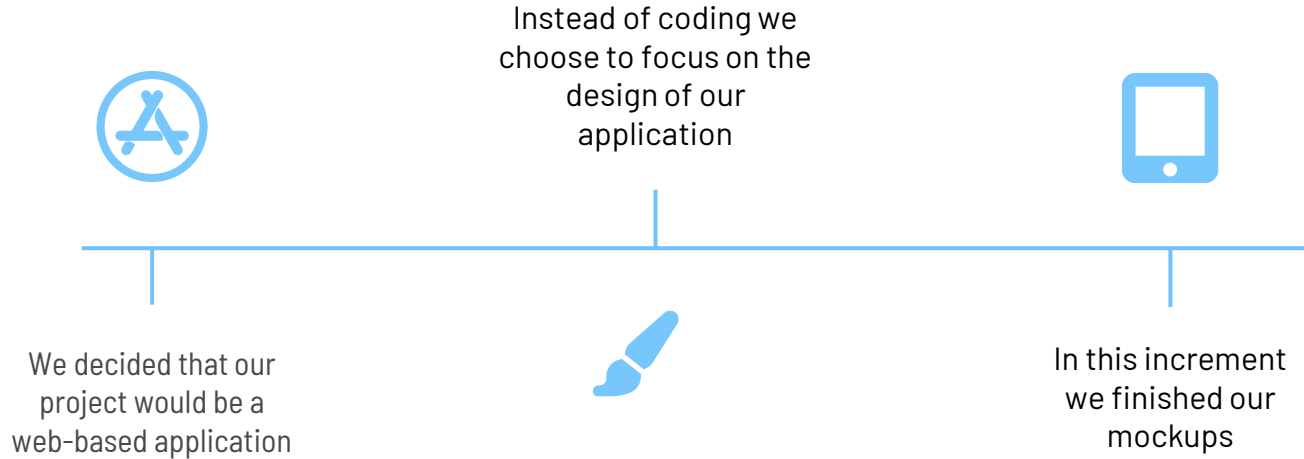 Instead of coding we
choose to focus on the
design of our
application
We decided that our
project would be a
web-based application
In this increment
we finished our
mockups